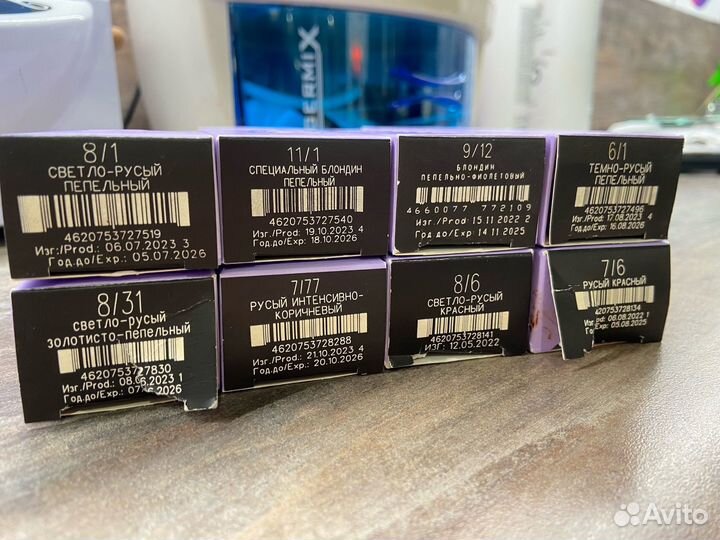 ERMIX
8/1
СВЕТЛО-РУСЫЙ
ПЕПЕЛЬНЫЙ
4620753727519
Изг./Prod.: 06.07.2023 3
Год.до/Exp.: 05.07.2026
11/1
СПЕЦИАЛЬНЫЙ БЛОНДИН
ПЕПЕЛЬНЫЙ
4620753727540
Изг./Prod.: 19.10.2023 4
Год.до/Exp: 18.10.2026
9/12
БЛОНДИН
ПЕПЕЛЬНО-ФИОЛЕТОВЫЙ
4660077 772109
Изг/Prod 15.11.2022 2
Год до/Exp 14 11 2025
6/1
ТЕМНО-РУСЫЙ
ПЕПЕЛЬНЫЙ
4620753727496
Изг./Prod: 17.08.2023 4
Год.до/Exp: 16.08.2026
8/31
СВЕТЛО-РУСЫЙ
ЗОЛОТИСТО-ПЕПЕЛЬНЫЙ
4620753727830
Изг./Prod.: 08.06.2023 1
Год.до/Exp.: 2026
7/77
РУСЫЙ ИНТЕНСИВНО-
КОРИЧНЕВЫЙ
4620753728288
Изг./Prod.: 21.10.2023 4
Год.до/Exp.: 20.10.2026
8/6
СВЕТЛО-РУСЫЙ
КРАСНЫЙ
4620753728141
ИЗГ: 12.05.2022
7/6
РУСЫЙ КРАСНЫЙ
4620753728134
06.08.2022 1
Exp: 05.08.2025
Avito